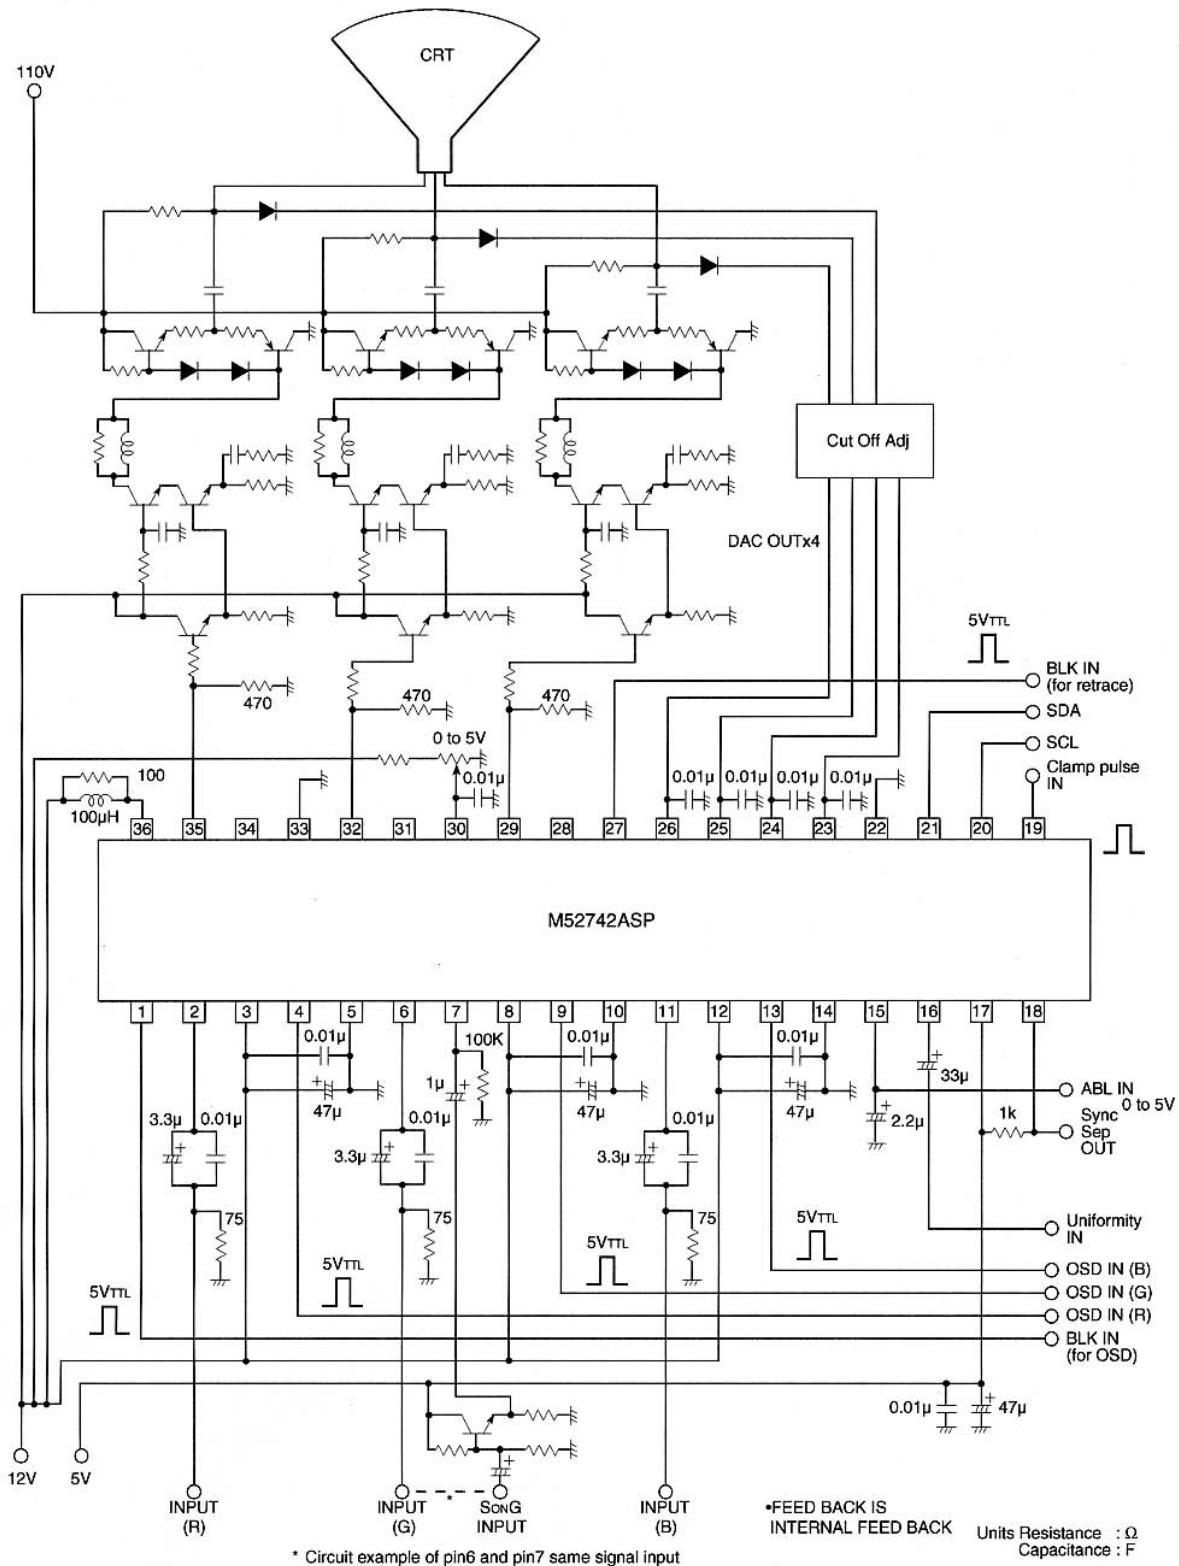 CRT
110V
Cut Off Adj
DAC OUTx4
5VTTL
BLK IN
(for retrace)
470
470
470
SDA
0 to 5V
SCL
100
0.01µ
0.01µ
0.01µ
0.01µ
0.01µ
Clamp pulse
IN
100µH
36
35
34
33
32
31
30
29
28
27
26
25
24
23
22
21
20
19
M52742ASP
1
2
3
4
5
6
7
8
9
10
11
12
13
14
15
16
17
18
0.01µ
100K
0.01µ
0.01µ
+
33µ
1µ
+
+
47µ
+
47µ
+
47µ
ABL IN
0 to 5V
3.3µ
0.01µ
0.01µ
0.01µ
+
2.2µ
1k
Sync
Sep
OUT
+
3.3µ
+
3.3µ
+
75
75
75
5VTTL
Uniformity
IN
5VTTL
5VTTL
OSD IN (B)
5VTTL
OSD IN (G)
OSD IN (R)
BLK IN
(for OSD)
0.01µ
+
47µ
+
12V
5V
INPUT
(R)
INPUT
(G)
*
SONG
INPUT
INPUT
(B)
•FEED BACK IS
INTERNAL FEED BACK
Units Resistance : Ω
Capacitance : F
* Circuit example of pin6 and pin7 same signal input